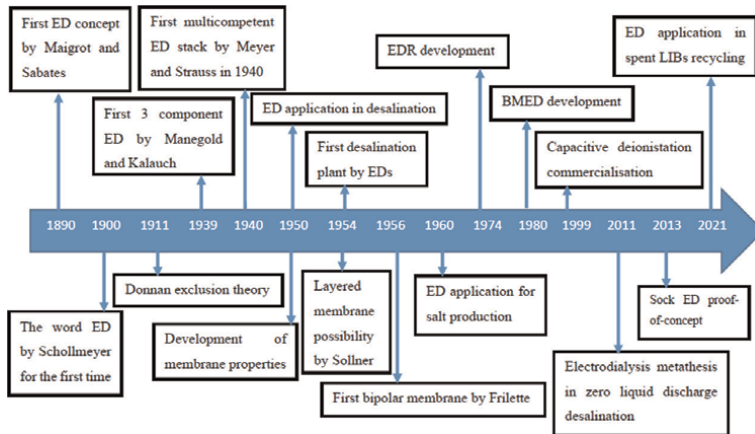 First ED concept
by Maigrot and
Sabates
First multicompetent
ED stack by Meyer
and Strauss in 1940
First 3 component
ED by Manegold
and Kalauch
ED application in desalination
First desalination
plant by EDs
EDR development
BMED development
Capacitive deionistation
commercialisation
ED application in
spent LIBs recycling
1890 1900 1911 1939 1940 1950 1954 1956 1960 1974 1980 1999 2011 2013 2021
The word ED
by Schollmeyer
for the first time
Donnan exclusion theory
Development of
membrane properties
Layered
membrane
possibility
by Sollner
First bipolar membrane by Frilette
ED application for
salt production
Electrodialysis metathesis
in zero liquid discharge
desalination
Sock ED proof-
of-concept